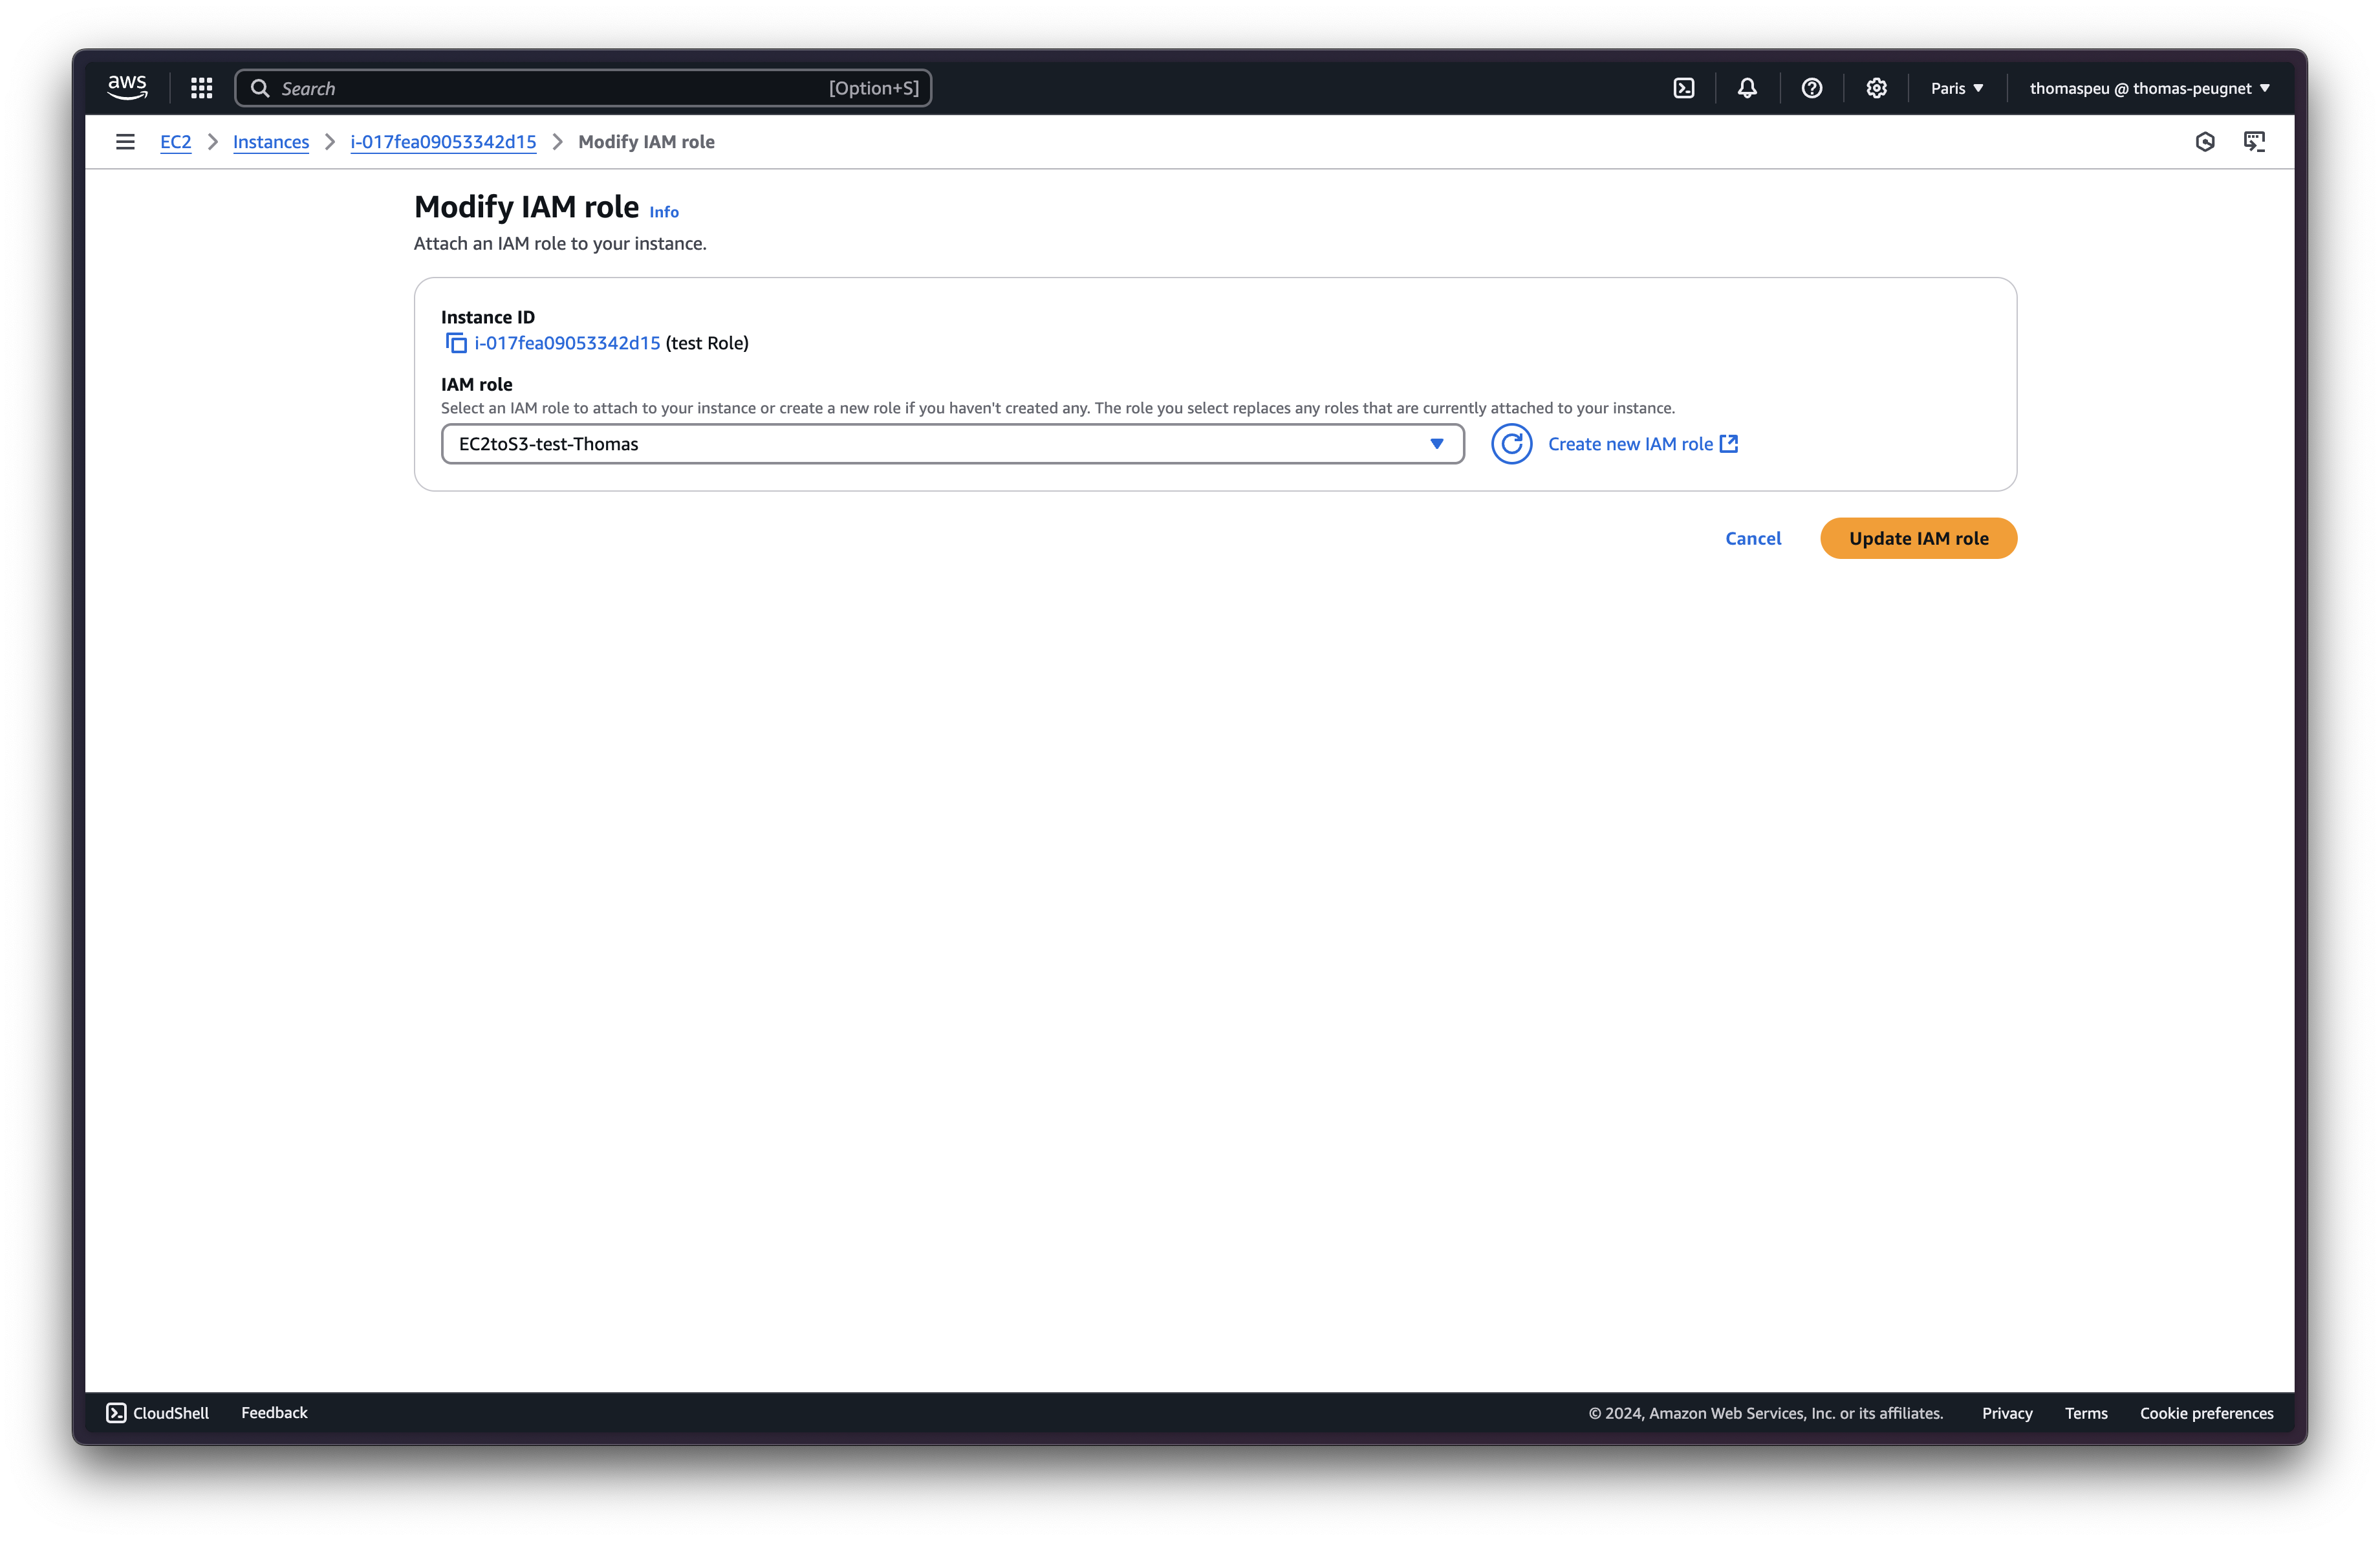 aws
Search [Option+S]
Paris
thomaspeu @ thomas-peugnet
EC2
Instances
i-017fea09053342d15
Modify IAM role
Modify IAM role Info
Attach an IAM role to your instance.
Instance ID
i-017fea09053342d15 (test Role)
IAM role
Select an IAM role to attach to your instance or create a new role if you haven't created any. The role you select replaces any roles that are currently attached to your instance.
EC2toS3-test-Thomas
Create new IAM role
Cancel
Update IAM role
CloudShell
Feedback
© 2024, Amazon Web Services, Inc. or its affiliates.
Privacy
Terms
Cookie preferences